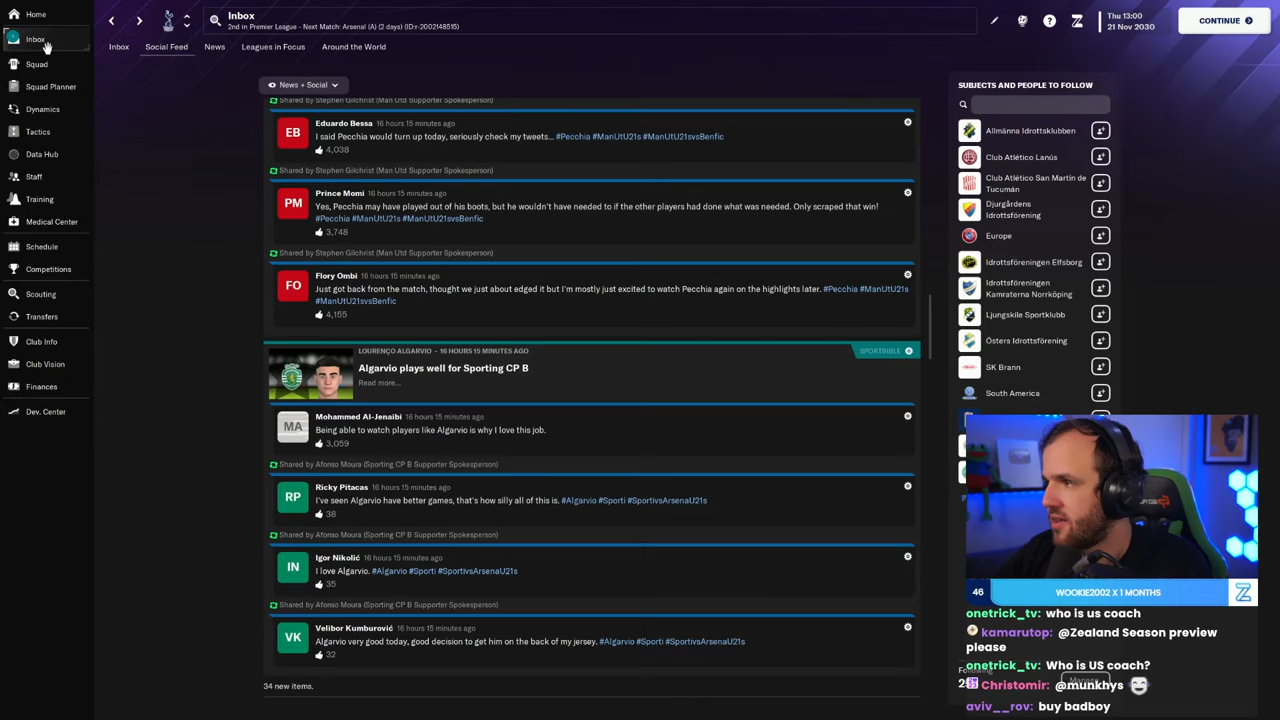 Home
Inbox
Squad
Squad Planner
Dynamics
Tactics
Data Hub
Staff
Training
Medical Center
Schedule
Competitions
Scouting
Transfers
Club Info
Club Vision
Finances
Dev. Center
Inbox
2nd in Premier League - Next Match: Arsenal (A) (2 days) (ID:r-2002148515)
Thu 13:00
21 Nov 2030
CONTINUE
Inbox
Social Feed
News
Leagues in Focus
Around the World
News + Social
Shared by Stephen Gilchrist (Man Utd Supporter Spokesperson)
EB
Eduardo Bessa 16 hours 15 minutes ago
I said Pecchia would turn up today, seriously check my tweets... #Pecchia #ManUtU21s #ManUtU21svsBenfic
4,038
Shared by Stephen Gilchrist (Man Utd Supporter Spokesperson)
PM
Prince Momi 16 hours 15 minutes ago
Yes, Pecchia may have played out of his boots, but he wouldn't have needed to if the other players had done what was needed. Only scraped that win!
#Pecchia #ManUtU21s #ManUtU21svsBenfic
3,748
Shared by Stephen Gilchrist (Man Utd Supporter Spokesperson)
FO
Flory Ombi 16 hours 15 minutes ago
Just got back from the match, thought we just about edged it but I'm mostly just excited to watch Pecchia again on the highlights later. #Pecchia #ManUtU21s
#ManUtU21svsBenfic
4,155
LOURENÇO ALGARVIO - 16 HOURS 15 MINUTES AGO
SPORTBIBLE
Algarvio plays well for Sporting CP B
Read more...
MA
Mohammed Al-Jenaibi 16 hours 15 minutes ago
Being able to watch players like Algarvio is why I love this job.
3,059
Shared by Afonso Moura (Sporting CP B Supporter Spokesperson)
RP
Ricky Pitacas 16 hours 15 minutes ago
I've seen Algarvio have better games, that's how silly all of this is. #Algarvio #Sporti #SportivsArsenaU21s
38
Shared by Afonso Moura (Sporting CP B Supporter Spokesperson)
IN
Igor Nikolić 16 hours 15 minutes ago
I love Algarvio. #Algarvio #Sporti #SportivsArsenaU21s
35
Shared by Afonso Moura (Sporting CP B Supporter Spokesperson)
VK
Velibor Kumburović 16 hours 15 minutes ago
Algarvio very good today, good decision to get him on the back of my jersey. #Algarvio #Sporti #SportivsArsenaU21s
32
34 new items.
SUBJECTS AND PEOPLE TO FOLLOW
Allmänna Idrottsklubben
Club Atlético Lanús
Club Atlético San Martín de
Tucumán
Djurgårdens
Idrottsförening
Europe
Idrottsföreningen Elfsborg
Idrottsföreningen
Kamraterna Norrköping
Ljungskile Sportklubb
Östers Idrottsförening
SK Brann
South America
46
WOOKIE2002 X 1 MONTHS
onetrick_tv: who is us coach
kamarutop: @Zealand Season preview
please
onetrick_tv: Who is US coach?
Christomir: @munkhys
aviv__rov: buy badboy